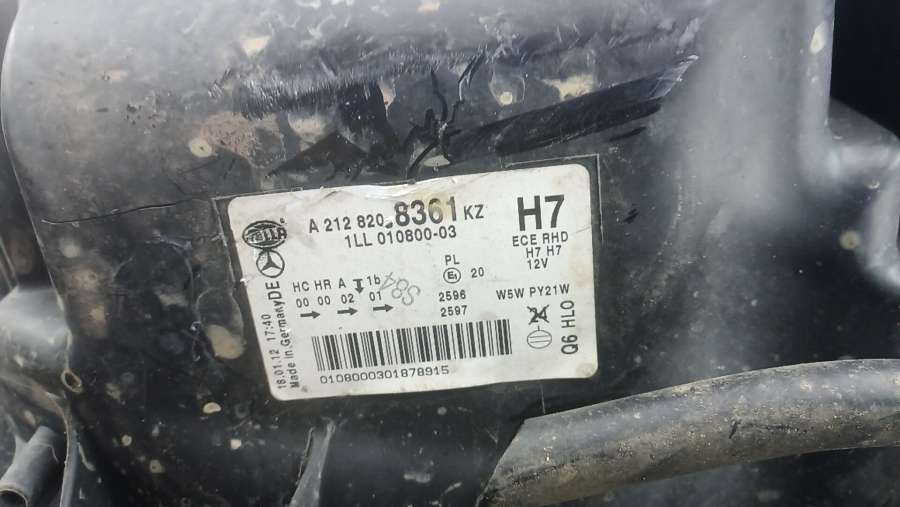 HELLA
A 212 820 8361 KZ
1LL 010800-03
H7
ECE RHD
H7 H7
12V
DE
HC HR A 1b
00 00 02 01
S84
PL
E1 20
2596
2597
W5W PY21W
Q6 HLO
18.01.12 17:40
Made in Germany
0108000301878915